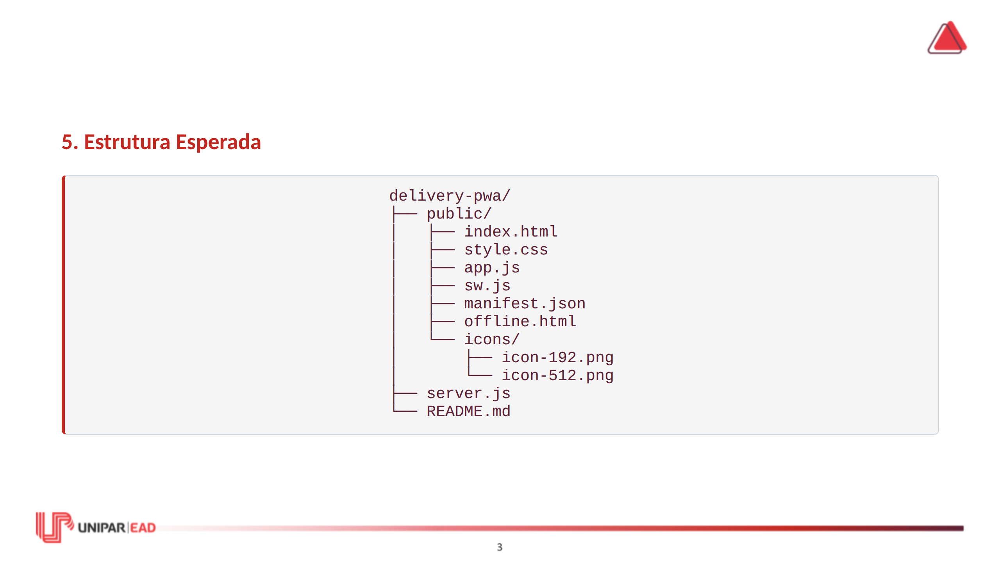 5. Estrutura Esperada
delivery-pwa/
├── public/
│   ├── index.html
│   ├── style.css
│   ├── app.js
│   ├── sw.js
│   ├── manifest.json
│   ├── offline.html
│   └── icons/
│       ├── icon-192.png
│       └── icon-512.png
├── server.js
└── README.md
UNIPAR|EAD
3